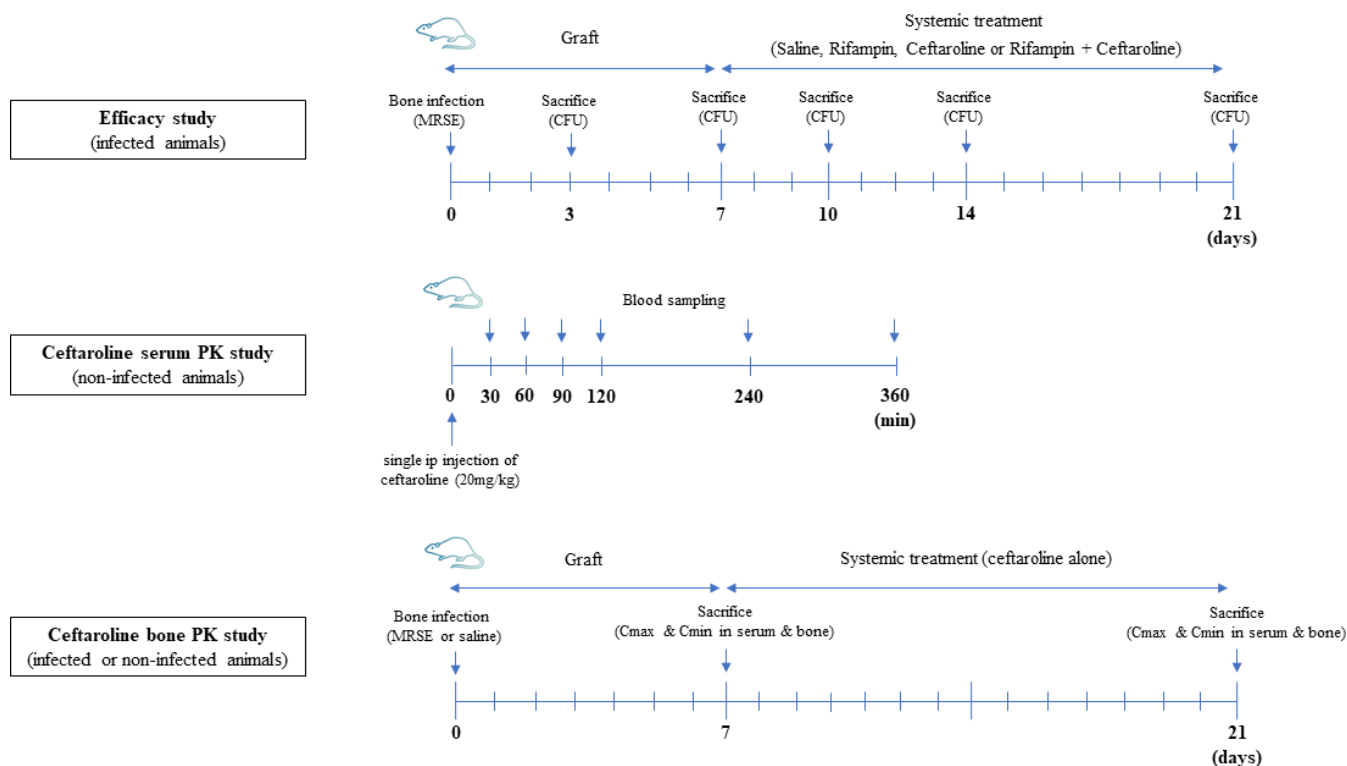 Systemic treatment
Graft
(Saline, Rifampin, Ceftaroline or Rifampin + Ceftaroline)
Efficacy study
(infected animals)
Bone infection
(MRSE)
Sacrifice
(CFU)
Sacrifice
(CFU)
Sacrifice
(CFU)
Sacrifice
(CFU)
Sacrifice
(CFU)
0 3 7 10 14 21
(days)
Ceftaroline serum PK study
(non-infected animals)
Blood sampling
0 30 60 90 120 240 360
(min)
single ip injection of
ceftaroline (20mg/kg)
Graft
Systemic treatment (ceftaroline alone)
Ceftaroline bone PK study
(infected or non-infected animals)
Bone infection
(MRSE or saline)
Sacrifice
(Cmax & Cmin in serum & bone)
Sacrifice
(Cmax & Cmin in serum & bone)
0 7 21
(days)